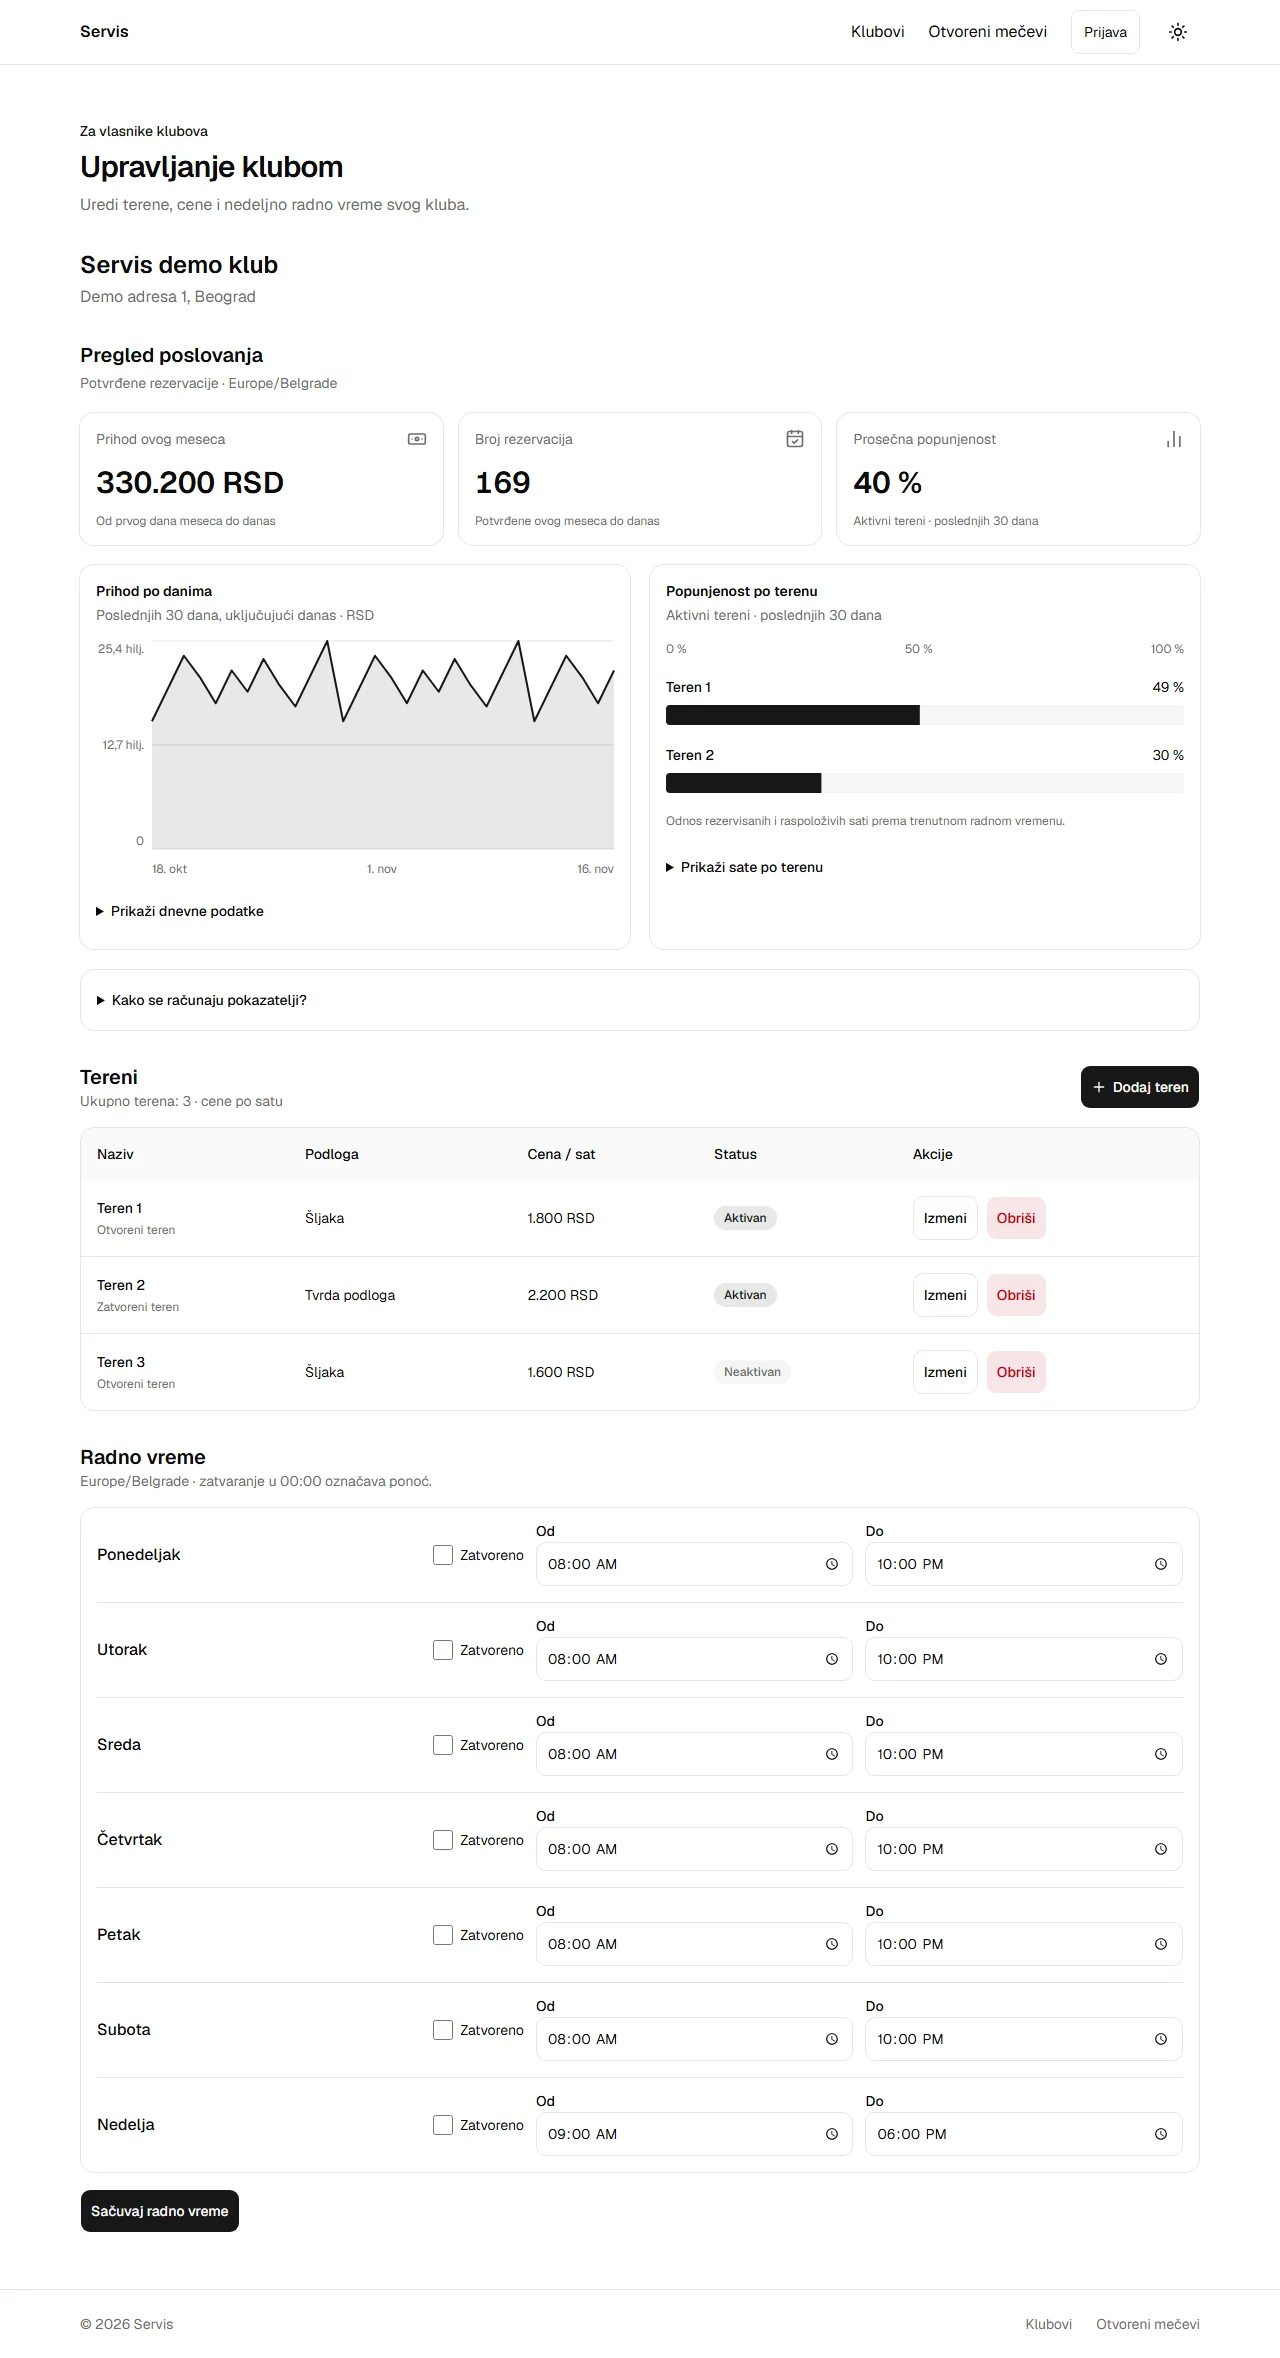 Servis
Klubovi Otvoreni mečevi Prijava
Za vlasnike klubova
Upravljanje klubom
Uredi terene, cene i nedeljno radno vreme svog kluba.
Servis demo klub
Demo adresa 1, Beograd
Pregled poslovanja
Potvrđene rezervacije · Europe/Belgrade
Prihod ovog meseca
330.200 RSD
Od prvog dana meseca do danas
Broj rezervacija
169
Potvrđene ovog meseca do danas
Prosečna popunjenost
40 %
Aktivni tereni · poslednjih 30 dana
Prihod po danima
Poslednjih 30 dana, uključujući danas · RSD
25,4 hilj.
12,7 hilj.
0
18. okt 1. nov 16. nov
Prikaži dnevne podatke
Popunjenost po terenu
Aktivni tereni · poslednjih 30 dana
0 % 50 % 100 %
Teren 1 49 %
Teren 2 30 %
Odnos rezervisanih i raspoloživih sati prema trenutnom radnom vremenu.
Prikaži sate po terenu
Kako se računaju pokazatelji?
Tereni
Ukupno terena: 3 · cene po satu
+ Dodaj teren
Naziv Podloga Cena / sat Status Akcije
Teren 1
Otvoreni teren
Šljaka 1.800 RSD Aktivan Izmeni Obriši
Teren 2
Zatvoreni teren
Tvrda podloga 2.200 RSD Aktivan Izmeni Obriši
Teren 3
Otvoreni teren
Šljaka 1.600 RSD Neaktivan Izmeni Obriši
Radno vreme
Europe/Belgrade · zatvaranje u 00:00 označava ponoć.
Od Do
Ponedeljak Zatvoreno 08:00 AM 10:00 PM
Od Do
Utorak Zatvoreno 08:00 AM 10:00 PM
Od Do
Sreda Zatvoreno 08:00 AM 10:00 PM
Od Do
Četvrtak Zatvoreno 08:00 AM 10:00 PM
Od Do
Petak Zatvoreno 08:00 AM 10:00 PM
Od Do
Subota Zatvoreno 08:00 AM 10:00 PM
Od Do
Nedelja Zatvoreno 09:00 AM 06:00 PM
Sačuvaj radno vreme
© 2026 Servis
Klubovi Otvoreni mečevi